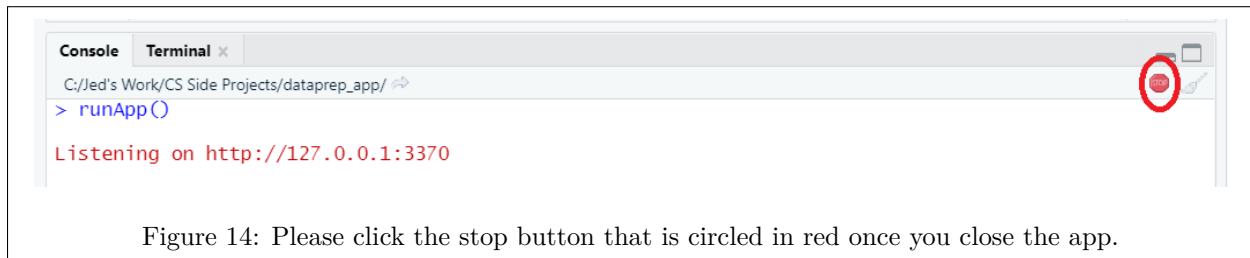 Console Terminal ×
C:/Jed's Work/CS Side Projects/dataprep_app/
STOP
> runApp()
Listening on http://127.0.0.1:3370
Figure 14: Please click the stop button that is circled in red once you close the app.